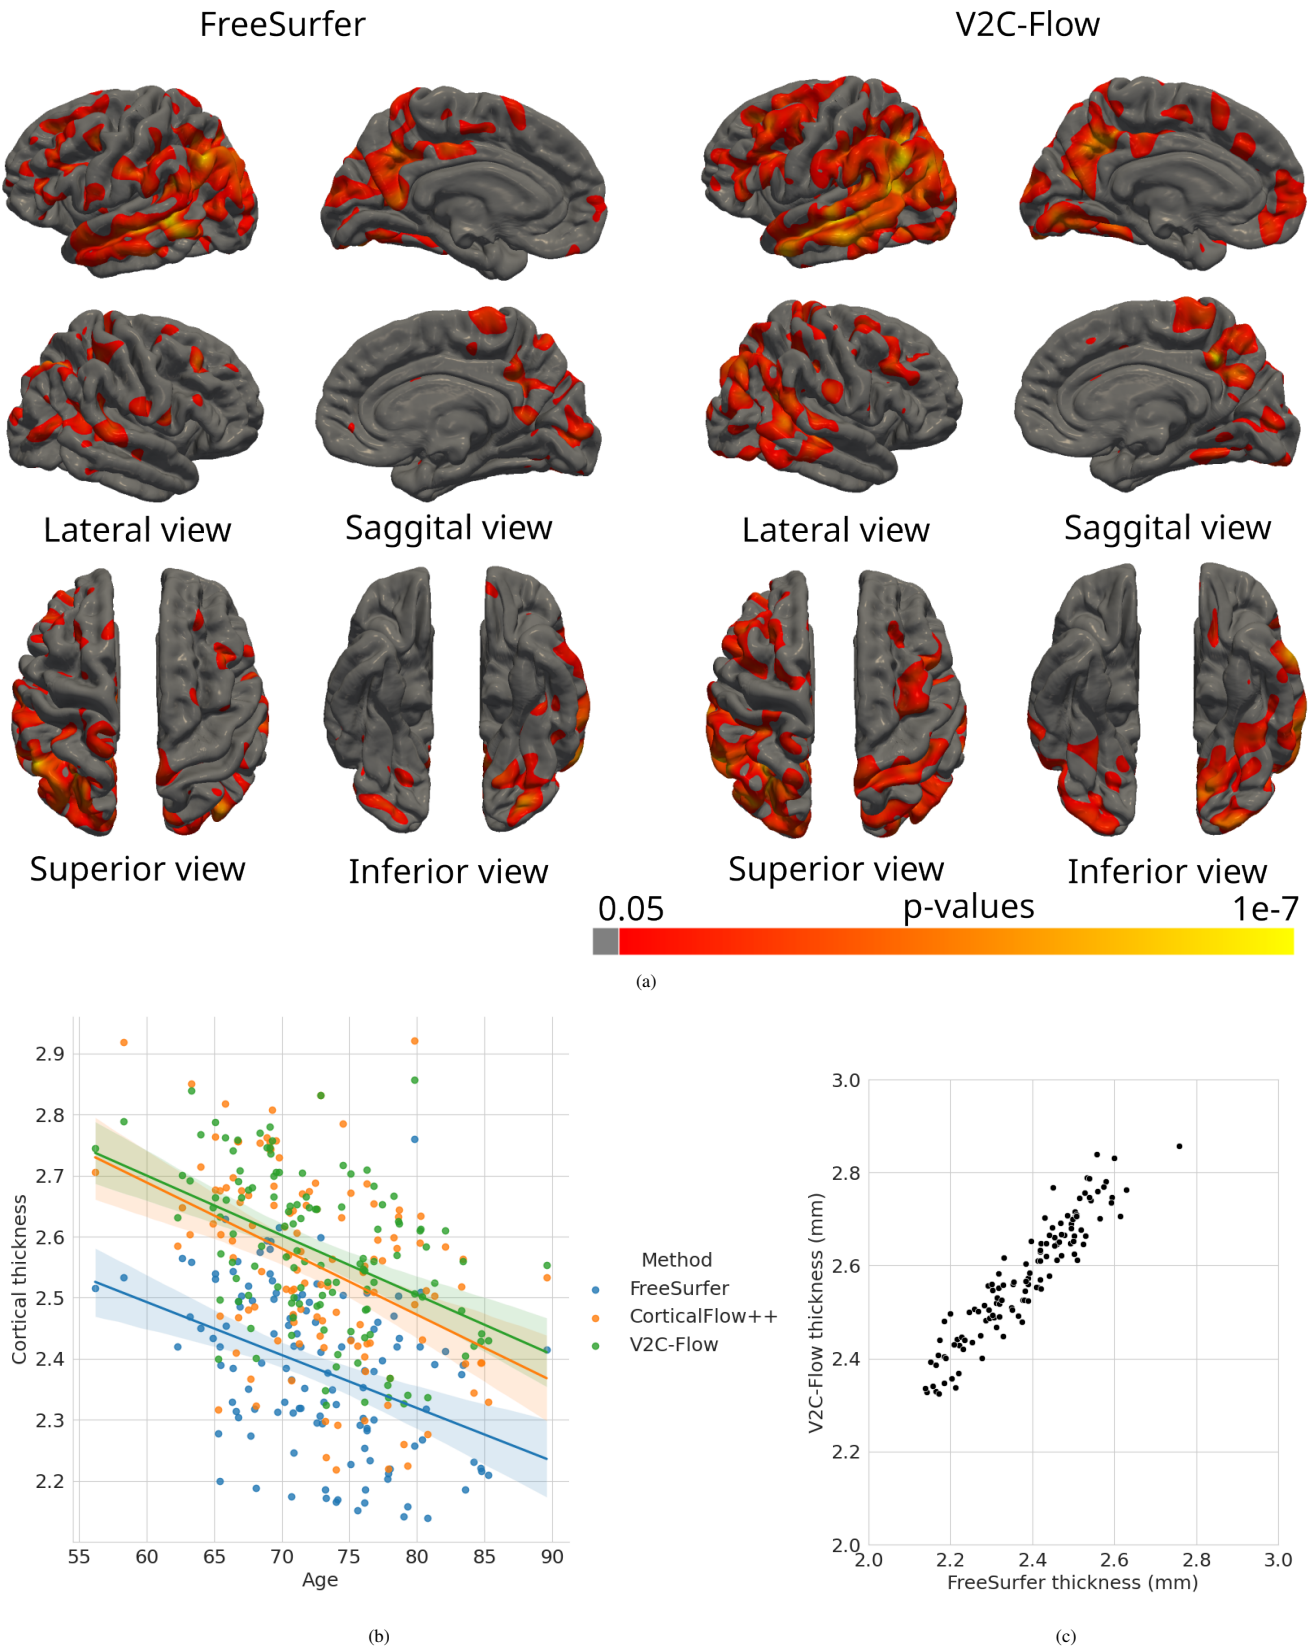 FreeSurfer V2C-Flow
Lateral view Saggital view Lateral view Saggital view
Superior view Inferior view Superior view Inferior view
0.05 p-values 1e-7
(a)
2.9
2.8
2.7
2.6
2.5
2.4
2.3
2.2
Cortical thickness
55 60 65 70 75 80 85 90
Age
Method
FreeSurfer
CorticalFlow++
V2C-Flow
(b)
3.0
2.8
2.6
2.4
2.2
2.0
V2C-Flow thickness (mm)
2.0 2.2 2.4 2.6 2.8 3.0
FreeSurfer thickness (mm)
(c)